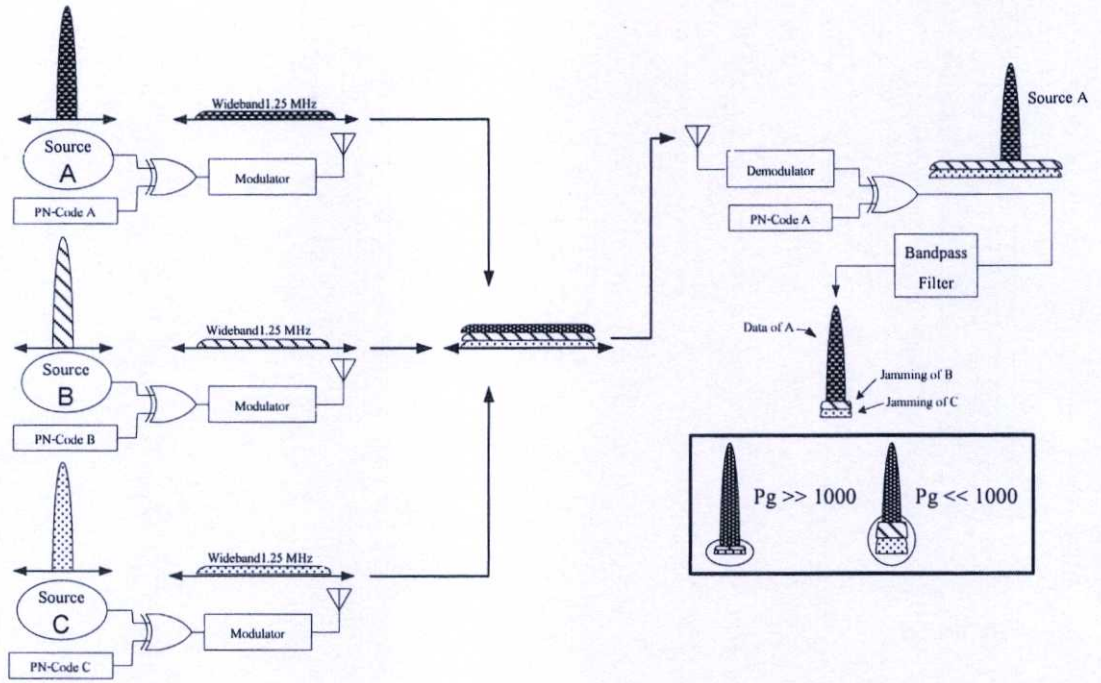 Wideband1.25 MHz
Source
A
Modulator
PN-Code A
Wideband1.25 MHz
Source
B
Modulator
PN-Code B
Wideband1.25 MHz
Source
C
Modulator
PN-Code C
Source A
Demodulator
PN-Code A
Bandpass
Filter
Data of A
Jamming of B
Jamming of C
Pg >> 1000
Pg << 1000